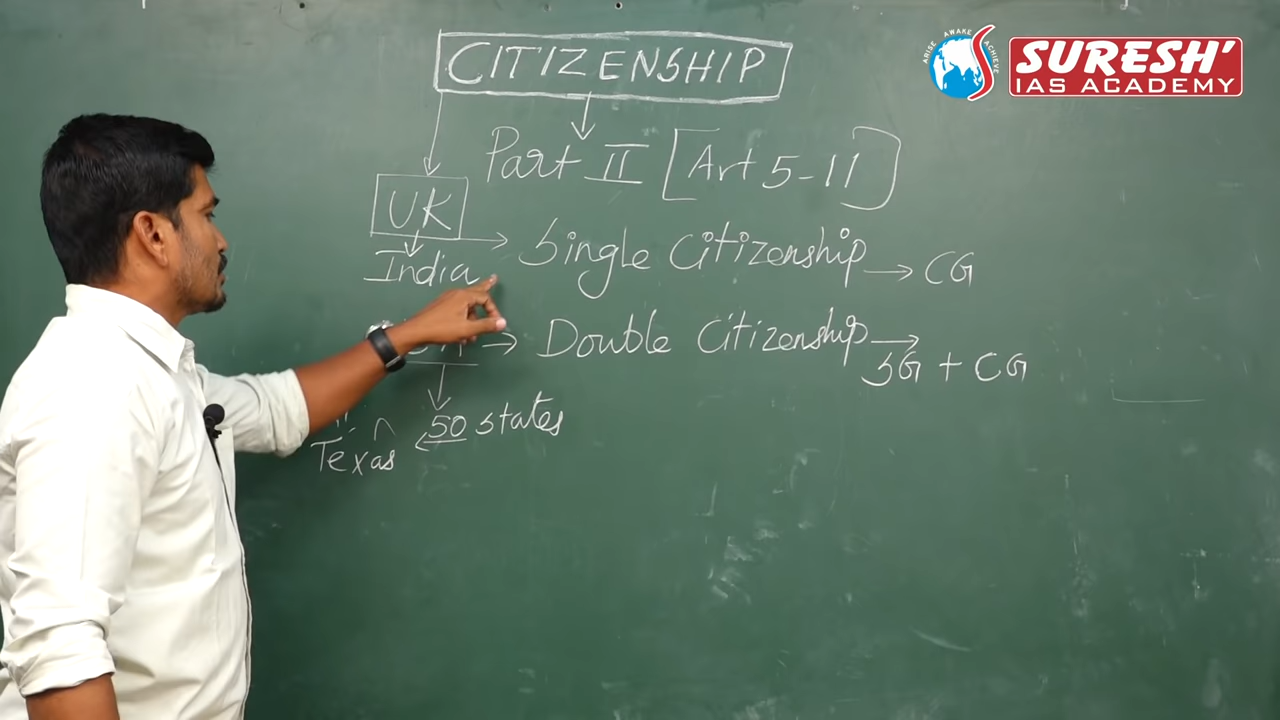 CITIZENSHIP
ARISE AWAKE ACHIEVE
SURESH'
IAS ACADEMY
Part II [Art 5-11]
UK
India → Single Citizenship → CG
→ Double Citizenship → SG + CG
50 states
Texas